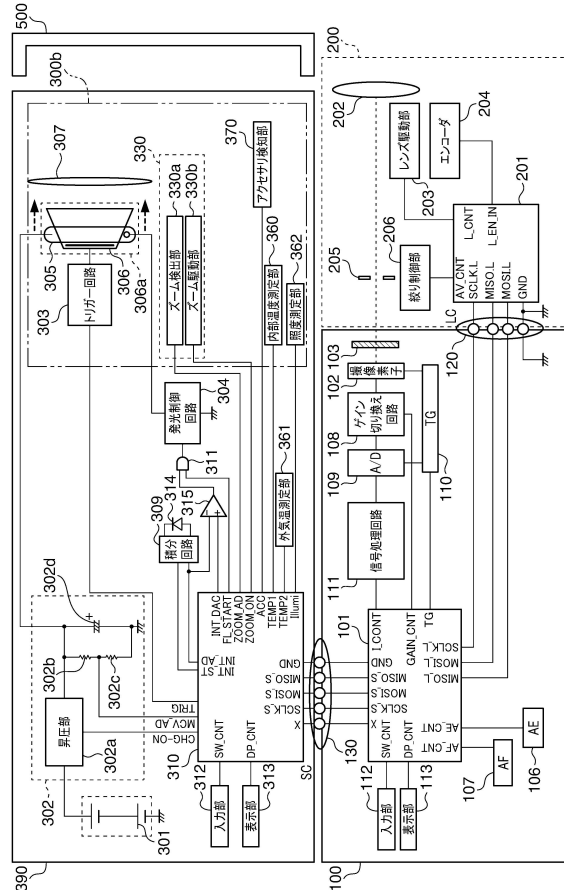 500
300b
307
305
306
306a
303
トリガー回路
330
330a
330b
ズーム検出部
ズーム駆動部
370
アクセサリ検知部
360
内部温度測定部
362
照度測定部
304
発光制御
回路
311
361
外気温測定部
309
積分
回路
314
315
302d
302b
302c
昇圧部
302a
302
301
390
CHG-ON
MCV_AD
TRIG
INT_ST
INT_AD
INT_DAC
FL_START
ZOOM_AD
ZOOM_ON
ACC
TEMP1
TEMP2
Illumi
310
SW_CNT
DP_CNT
312
入力部
表示部
313
SC
X
SCLK_S
MOSI_S
MISO_S
GND
130
200
202
レンズ駆動部
203
エンコーダ
204
201
205
206
絞り制御部
L_CNT
L_EN_IN
AV_CNT
SCLK.L
MISO.L
MOSI.L
GND
LC
120
103
102
撮像素子
108
ゲイン
切り換え
回路
109
A/D
TG
110
111
信号処理回路
101
I_CONT
GAIN_CNT
TG
X
SCLK_S
MOSI_S
MISO_S
GND
SW_CNT
DP_CNT
SCLK_L
MOSI_L
MISO_L
AE_CNT
AF_CNT
112
入力部
表示部
113
AF
107
AE
106
100